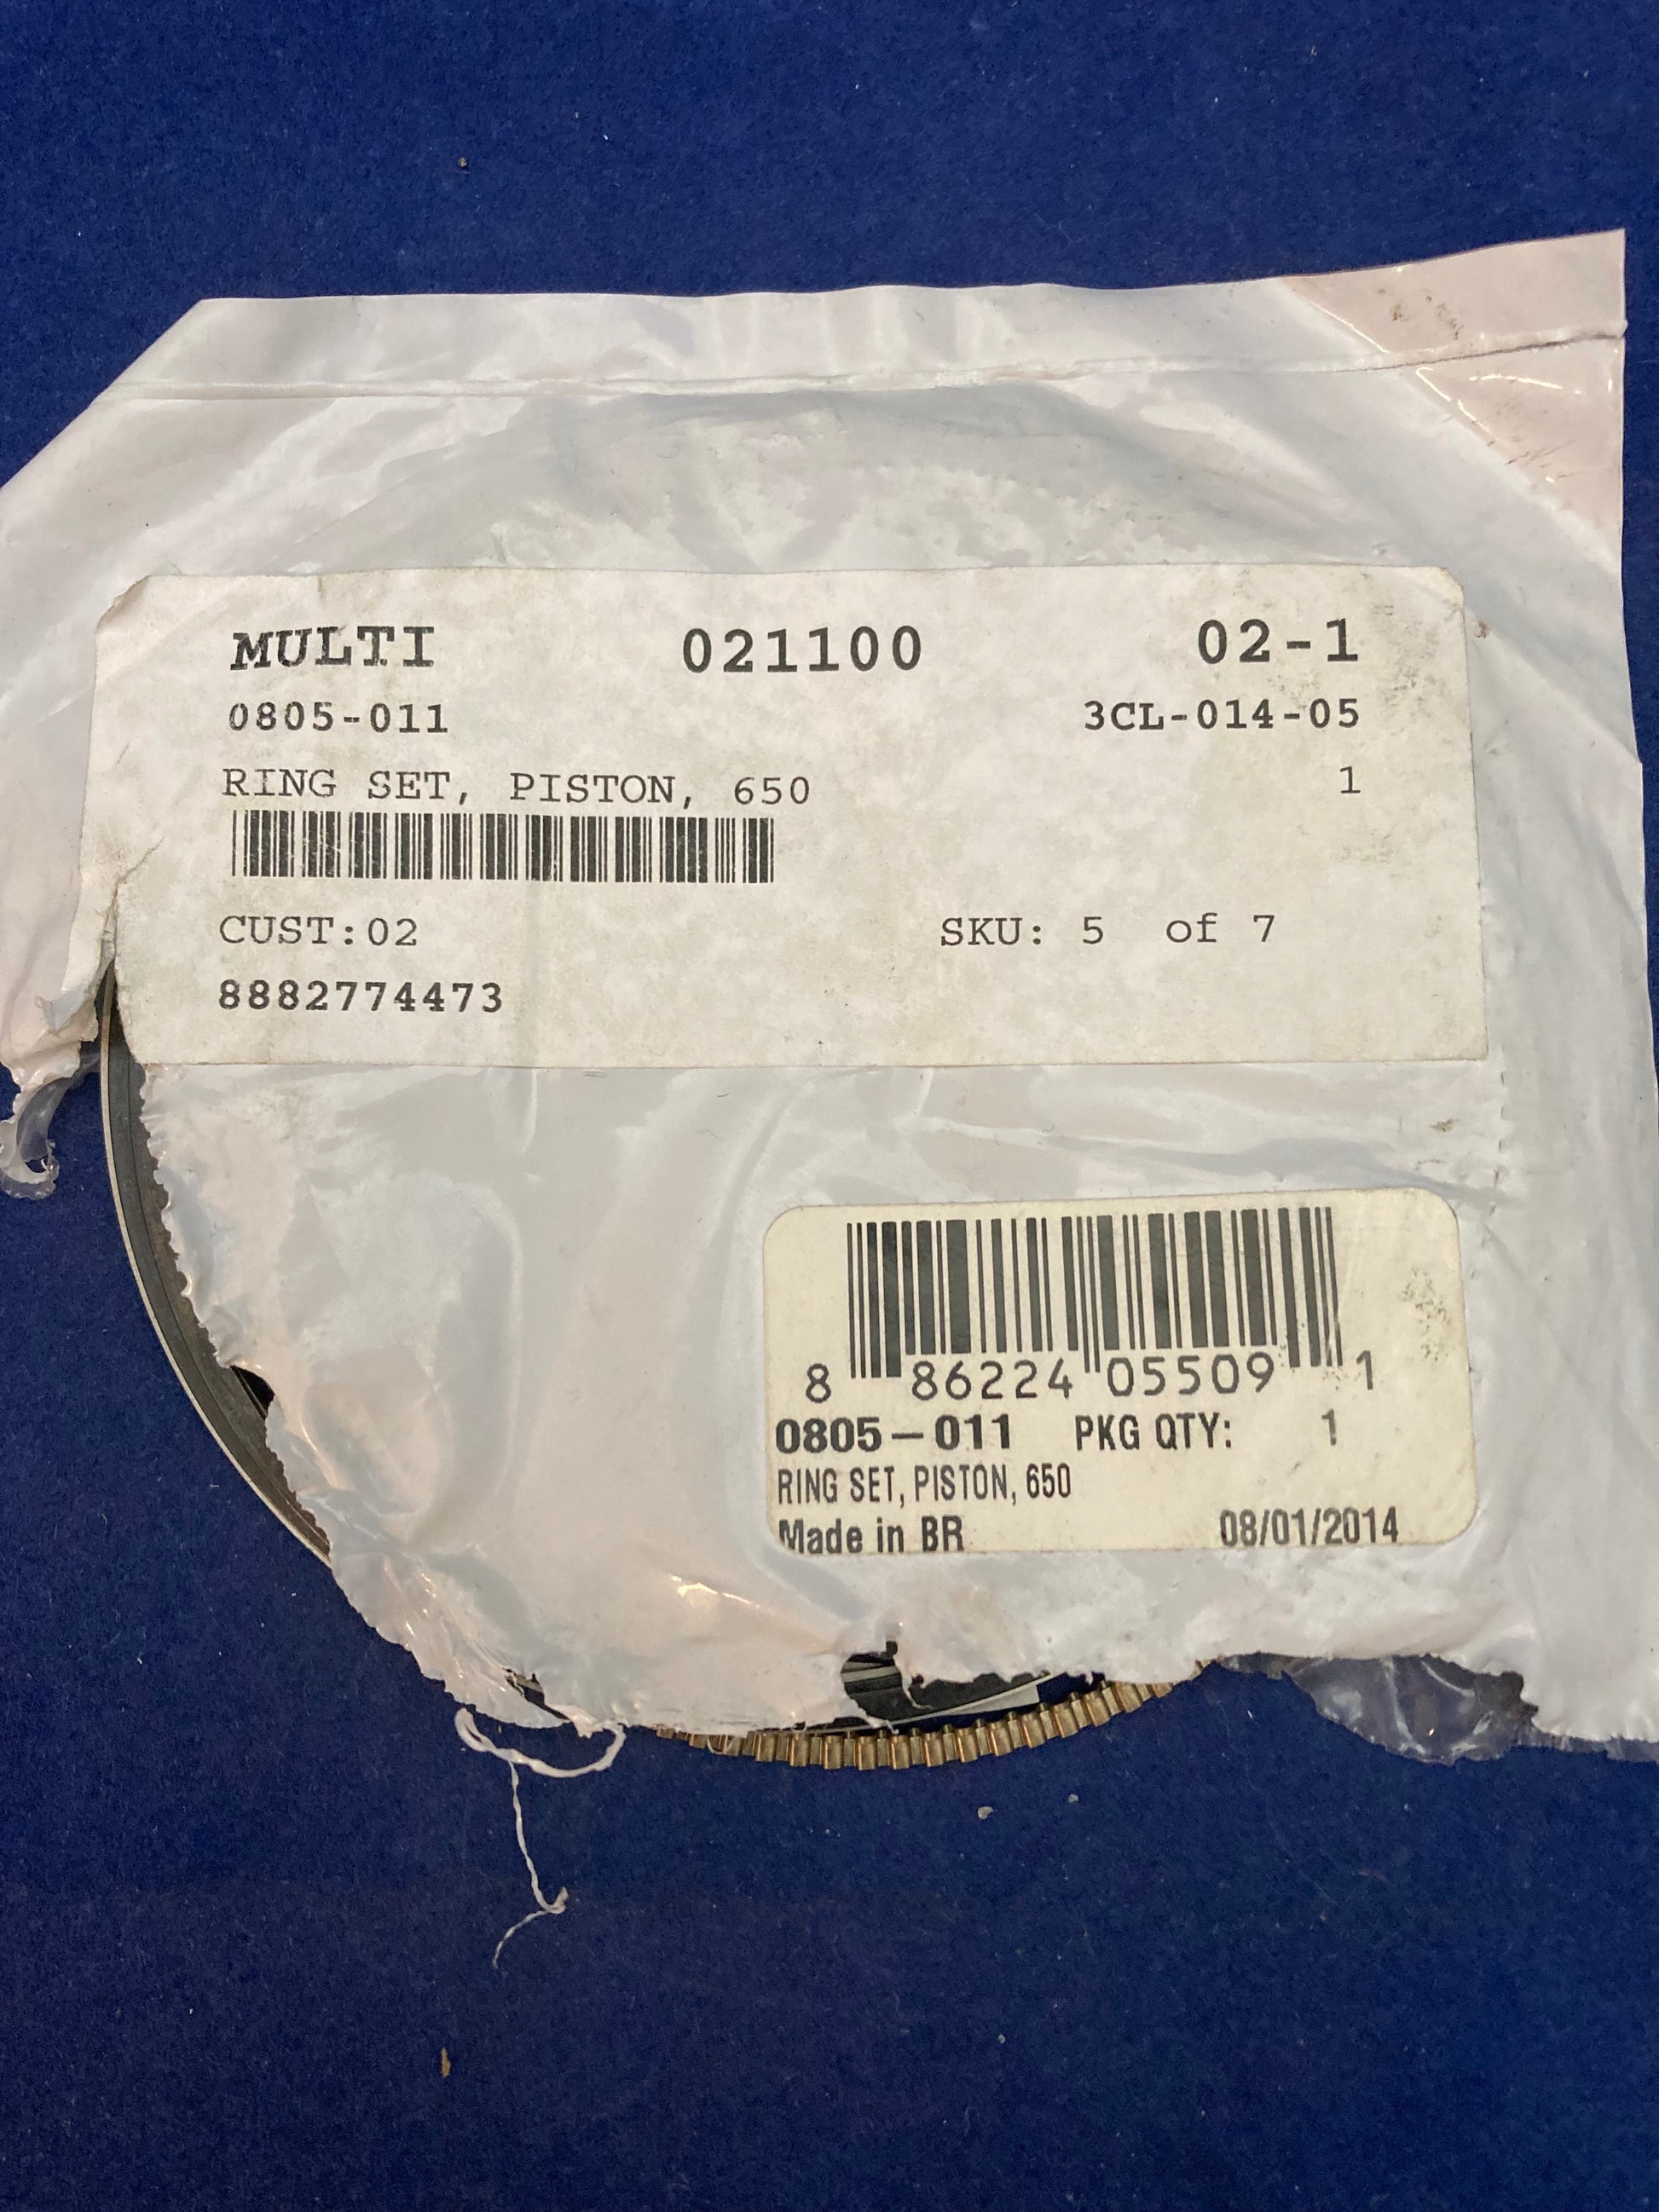 MULTI 021100 02-1
0805-011 3CL-014-05
RING SET, PISTON, 650 1
CUST:02 SKU: 5 of 7
8882774473
8 86224 05509 1
0805-011 PKG QTY: 1
RING SET, PISTON, 650
Made in BR 08/01/2014